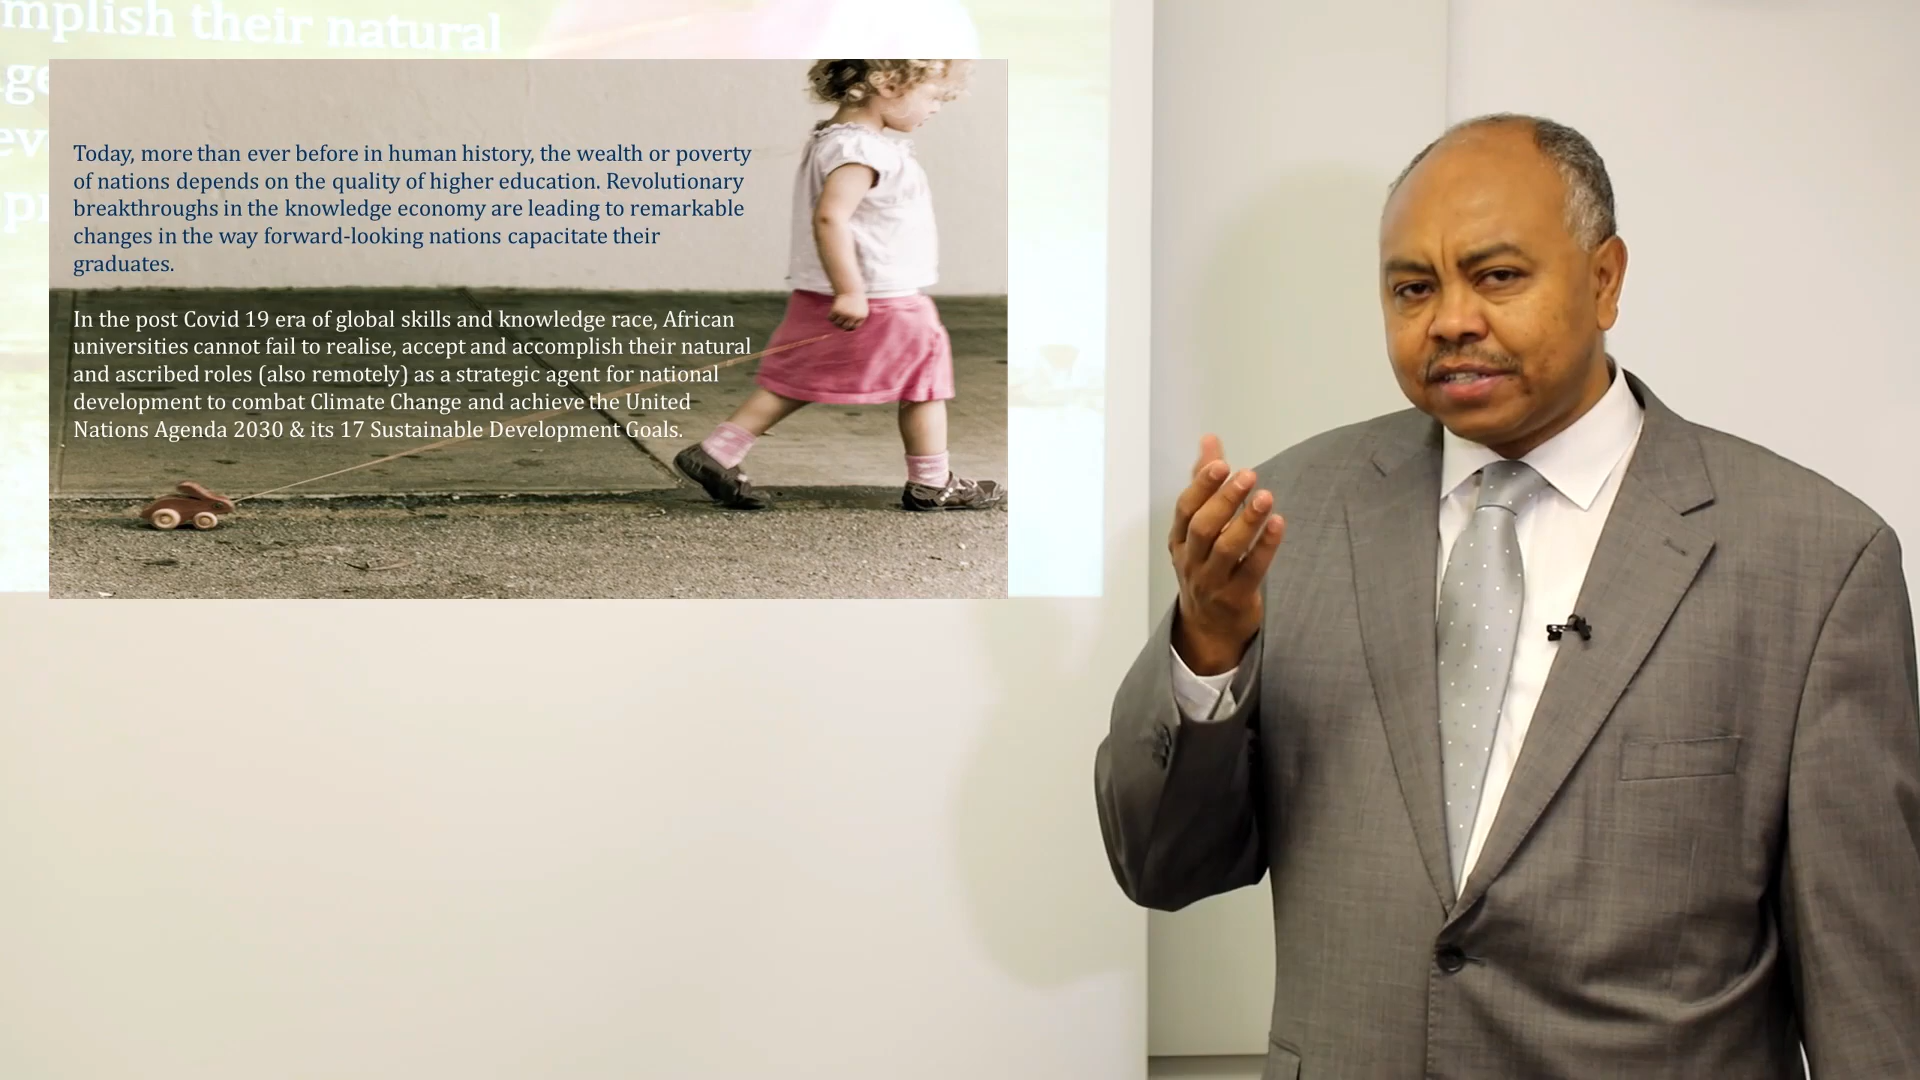 mplish their natural
Today, more than ever before in human history, the wealth or poverty
of nations depends on the quality of higher education. Revolutionary
breakthroughs in the knowledge economy are leading to remarkable
changes in the way forward-looking nations capacitate their
graduates.
In the post Covid 19 era of global skills and knowledge race, African
universities cannot fail to realise, accept and accomplish their natural
and ascribed roles (also remotely) as a strategic agent for national
development to combat Climate Change and achieve the United
Nations Agenda 2030 & its 17 Sustainable Development Goals.